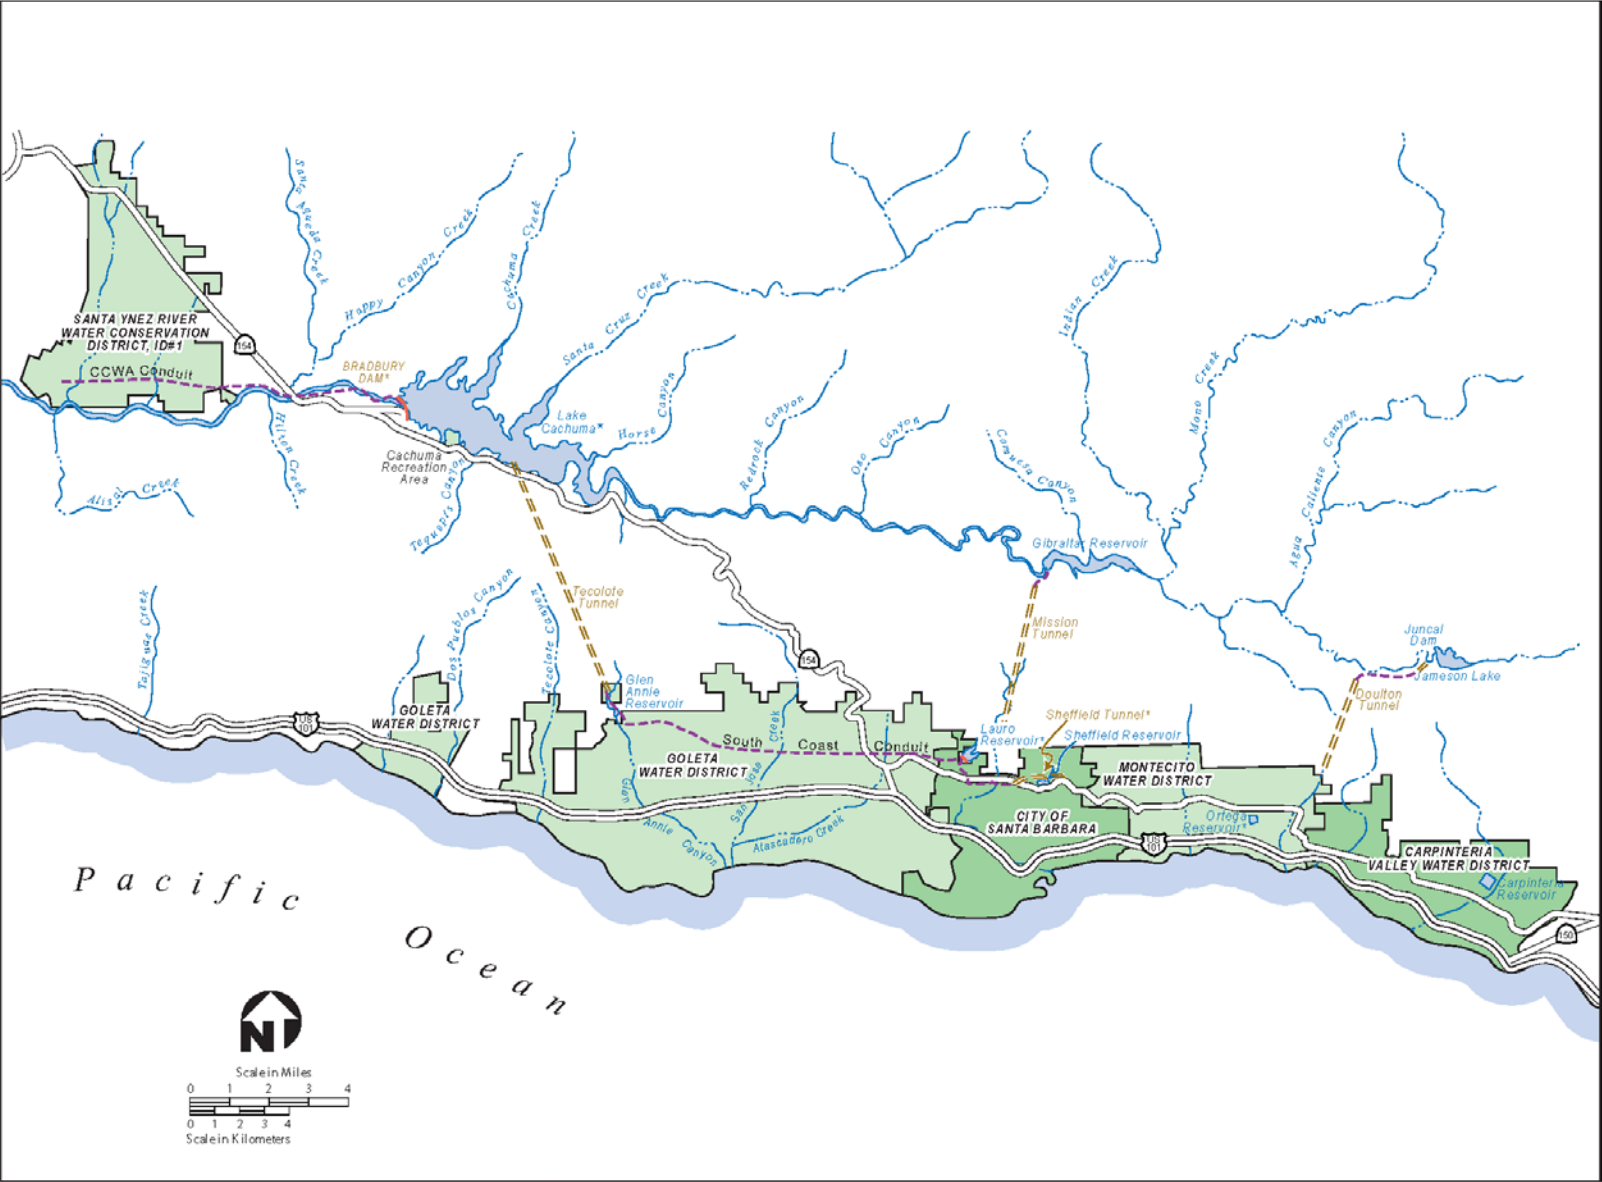 Santa Agueda Creek
Happy Canyon Creek
Cachuma Creek
Santa Cruz Creek
Indian Creek
Mono Creek
SANTA YNEZ RIVER
WATER CONSERVATION
DISTRICT, ID#1
154
CCWA Conduit
BRADBURY
DAM*
Lake
Cachuma*
Horse Canyon
Redrock Canyon
Oso Canyon
Camuesa Canyon
Agua Caliente Canyon
Hilton Creek
Alisal Creek
Cachuma
Recreation
Area
Tequepis Canyon
Gibraltar Reservoir
Tecolote
Tunnel
Mission
Tunnel
Juncal
Dam
Jameson Lake
Doulton
Tunnel
Tajiguas Creek
Dos Pueblos Canyon
Tecolote Canyon
154
Glen
Annie
Reservoir
GOLETA
WATER DISTRICT
US
101
South Coast Conduit
GOLETA
WATER DISTRICT
San Jose Creek
Glen Annie Canyon
Atascadero Creek
Lauro
Reservoir*
Sheffield Tunnel*
Sheffield Reservoir
MONTECITO
WATER DISTRICT
CITY OF
SANTA BARBARA
Ortega
Reservoir*
US
101
CARPINTERIA
VALLEY WATER DISTRICT
Carpinteria
Reservoir
150
Pacific
Ocean
N
Scale in Miles
0 1 2 3 4
0 1 2 3 4
Scale in Kilometers